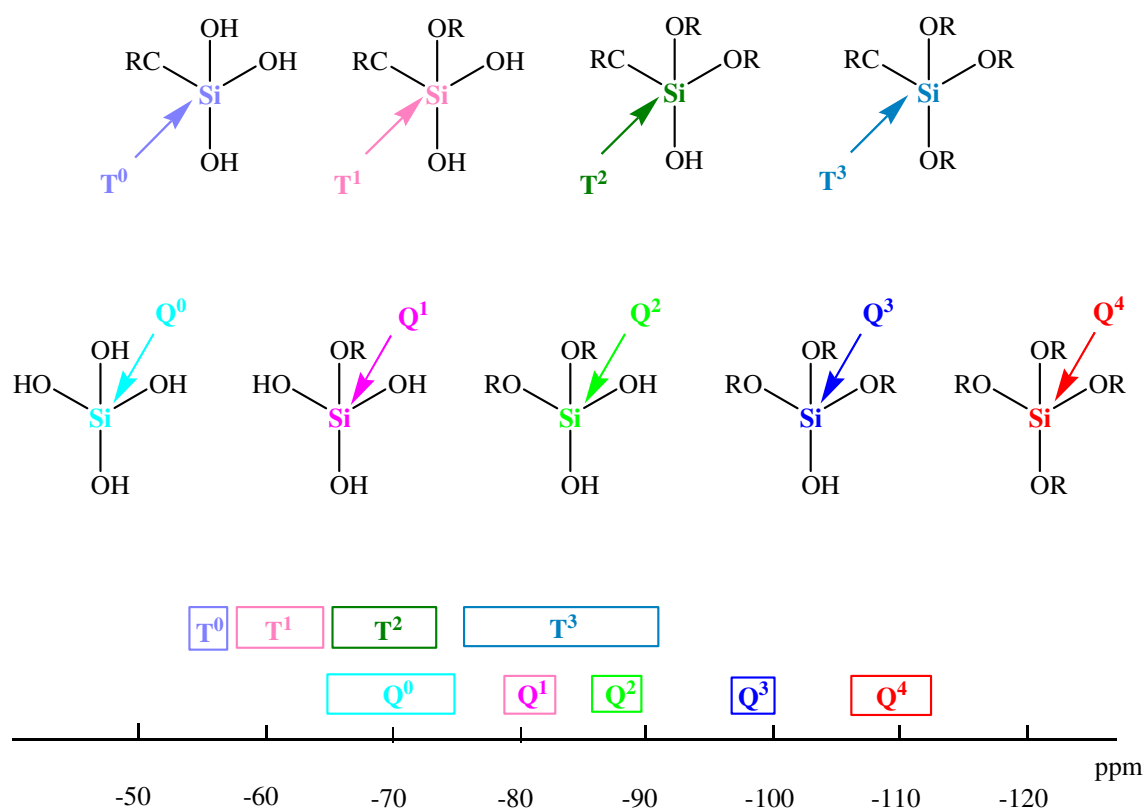 OH OR OR OR
RC OH RC OH RC OR RC OR
Si Si Si Si
OH OH OH OR
T⁰ T¹ T² T³
Q⁰ Q¹ Q² Q³ Q⁴
OH OR OR OR OR
HO OH HO OH RO OH RO OR RO OR
Si Si Si Si Si
OH OH OH OH OR
T⁰ T¹ T² T³
Q⁰ Q¹ Q² Q³ Q⁴
ppm
-50 -60 -70 -80 -90 -100 -110 -120